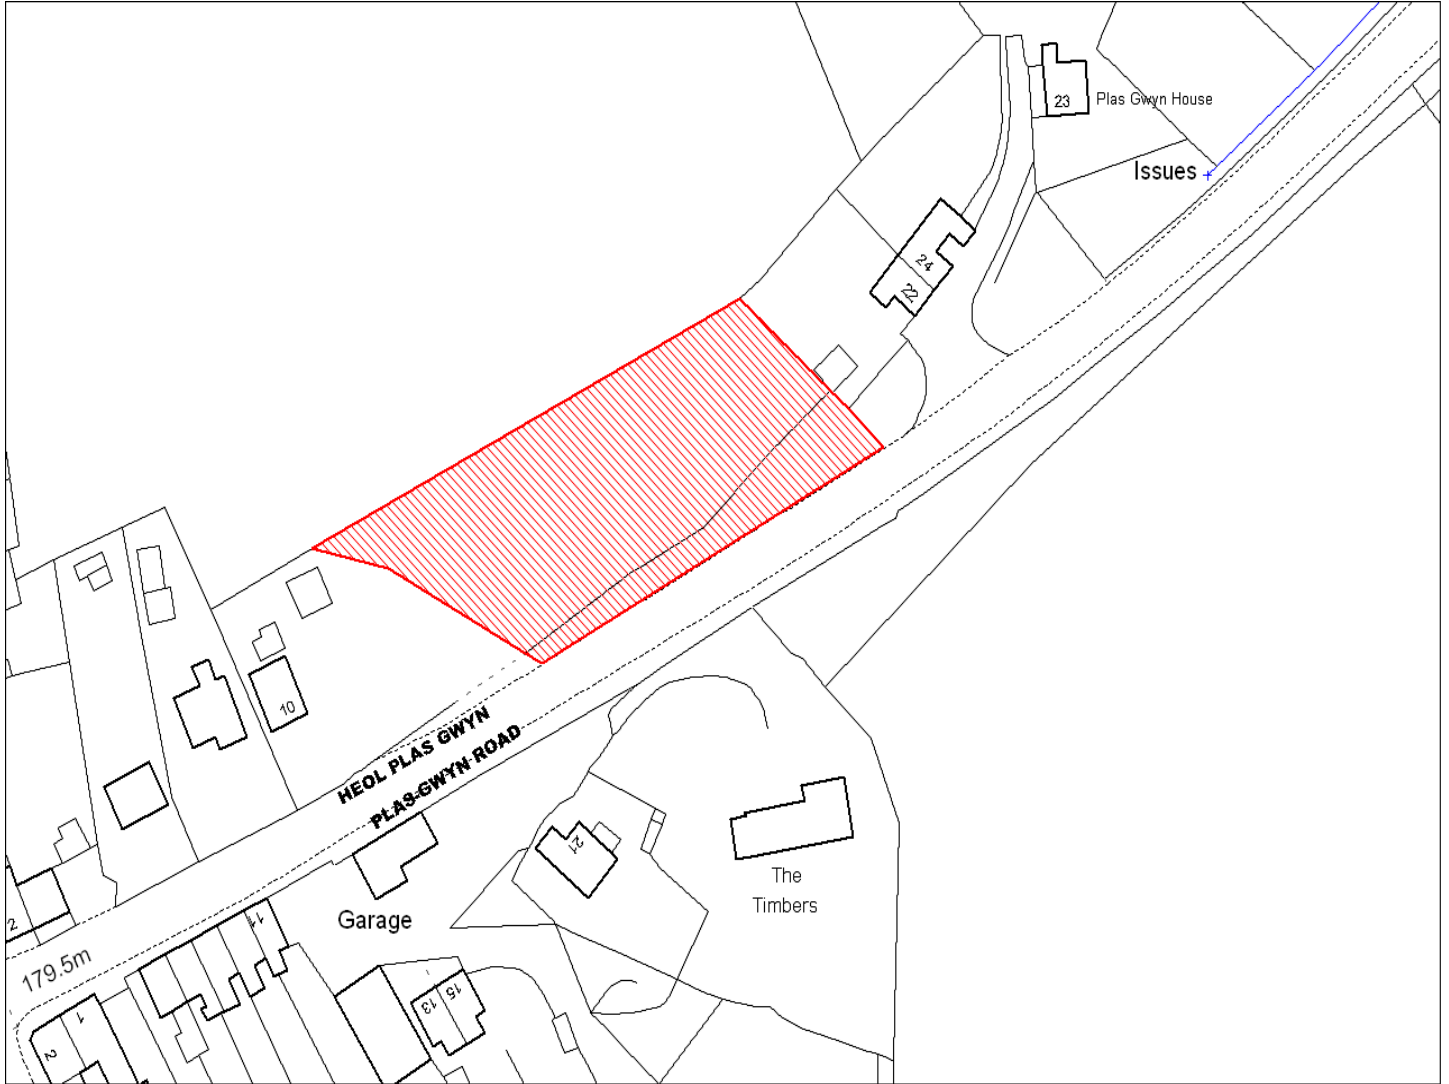 23
Plas Gwyn House
Issues
24
22
10
HEOL PLAS GWYN
PLAS GWYN ROAD
21
The
Timbers
Garage
2
11
179.5m
15
13
1
2